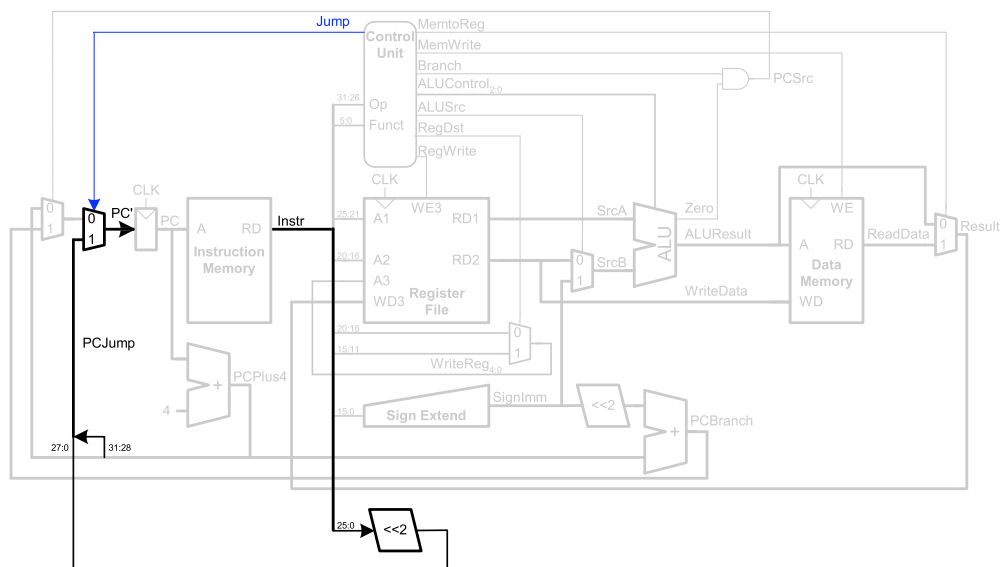 Jump
MemtoReg
Control
Unit
MemWrite
Branch
PCSrc
ALUControl2:0
31:26
Op
ALUSrc
5:0
Funct
RegDst
RegWrite
CLK
CLK
CLK
0
PC'
0
PC
A
RD
Instr
25:21
A1
WE3
RD1
SrcA
Zero
WE
0
Result
1
1
Instruction
Memory
20:16
A2
RD2
0
SrcB
ALU
ALUResult
A
RD
ReadData
1
A3
1
Data
Memory
WD3
Register
File
WriteData
WD
20:16
0
PCJump
15:11
1
WriteReg4:0
+
PCPlus4
4
15:0
Sign Extend
SignImm
<<2
PCBranch
+
27:0
31:28
25:0
<<2